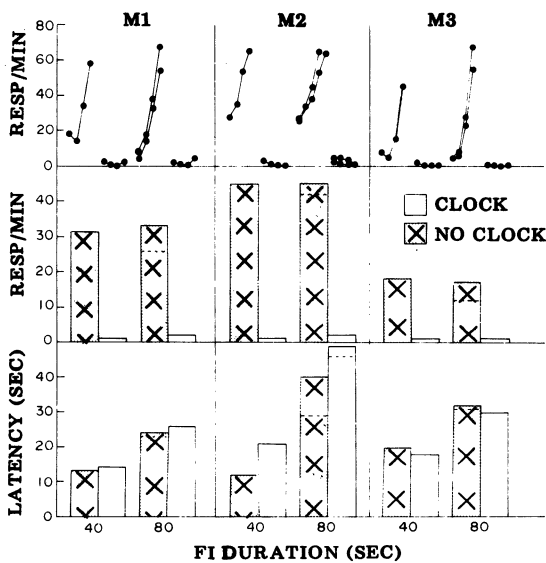 M1 M2 M3
RESP/MIN
80
60
40
20
0
RESP/MIN
40
30
20
10
0
CLOCK
NO CLOCK
LATENCY (SEC)
40
30
20
10
0
40 80 40 80 40 80
FI DURATION (SEC)